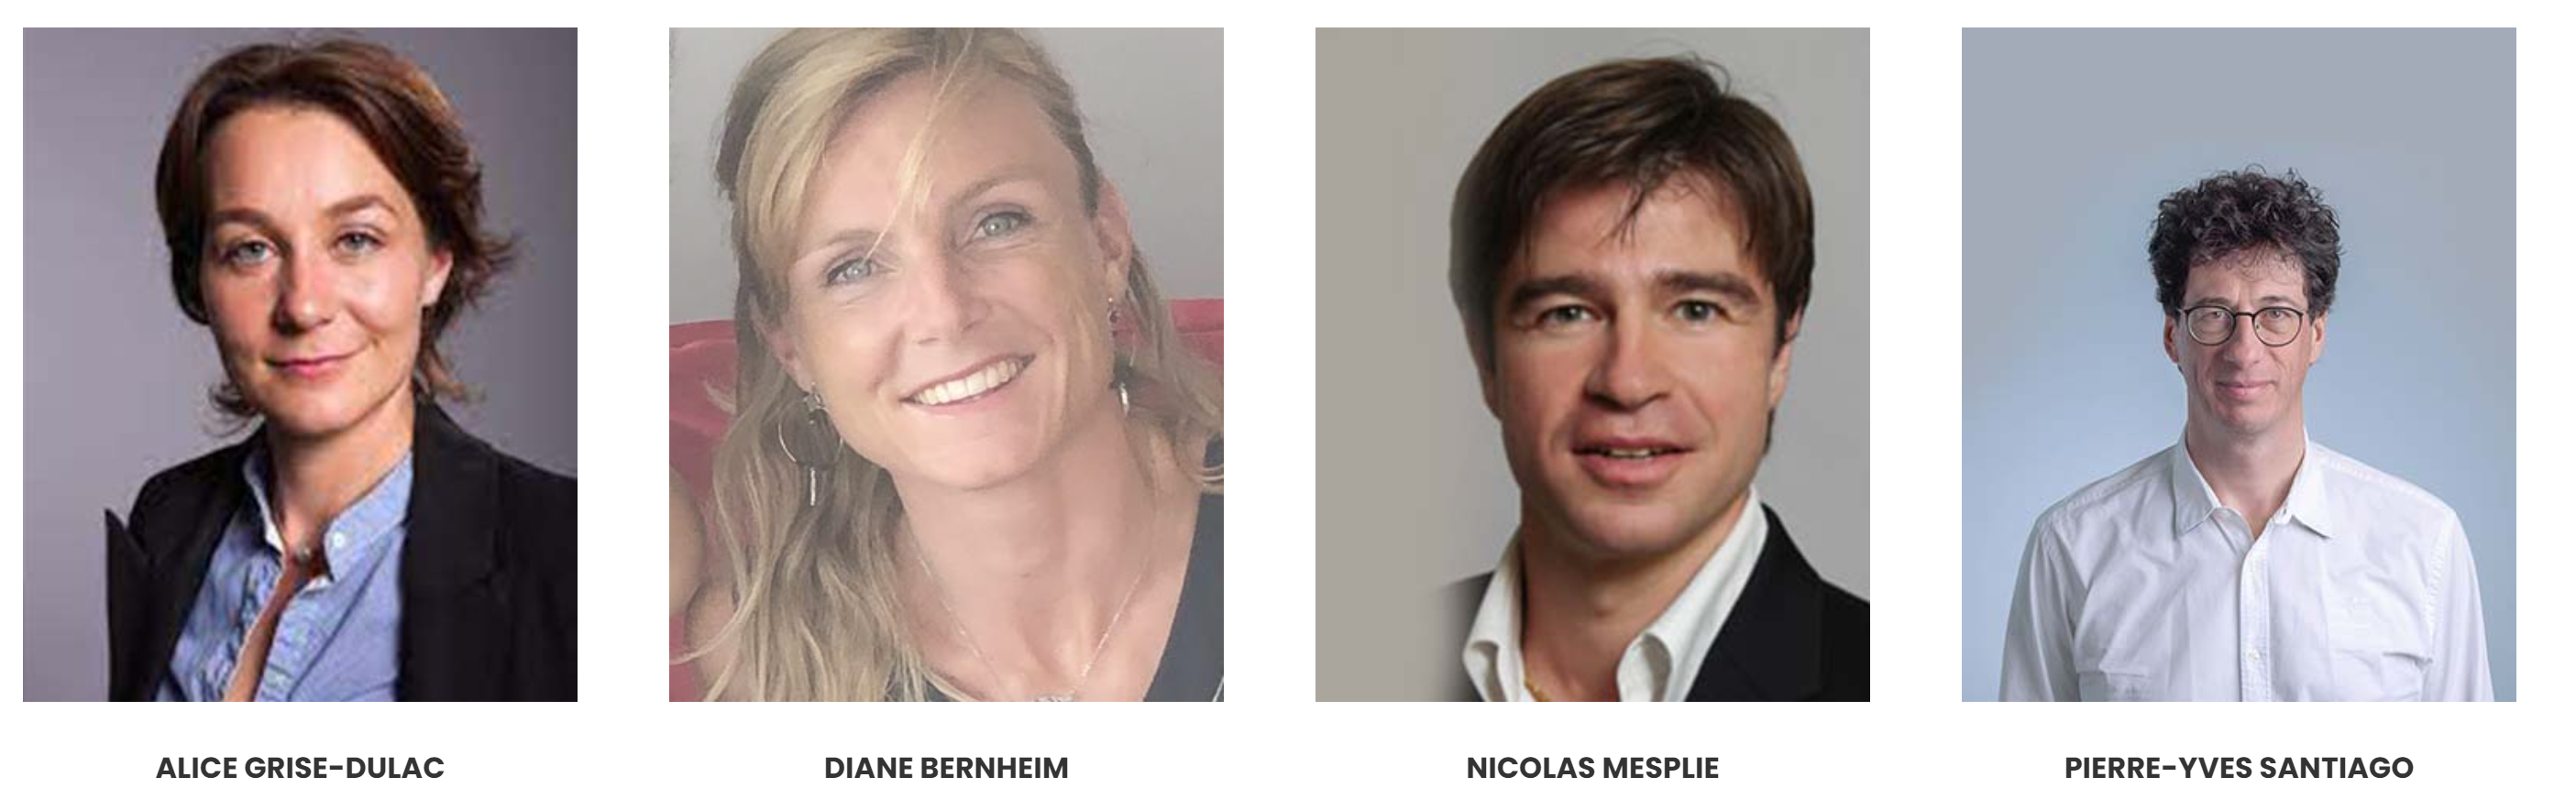 ALICE GRISE-DULAC
DIANE BERNHEIM
NICOLAS MESPLIE
PIERRE-YVES SANTIAGO